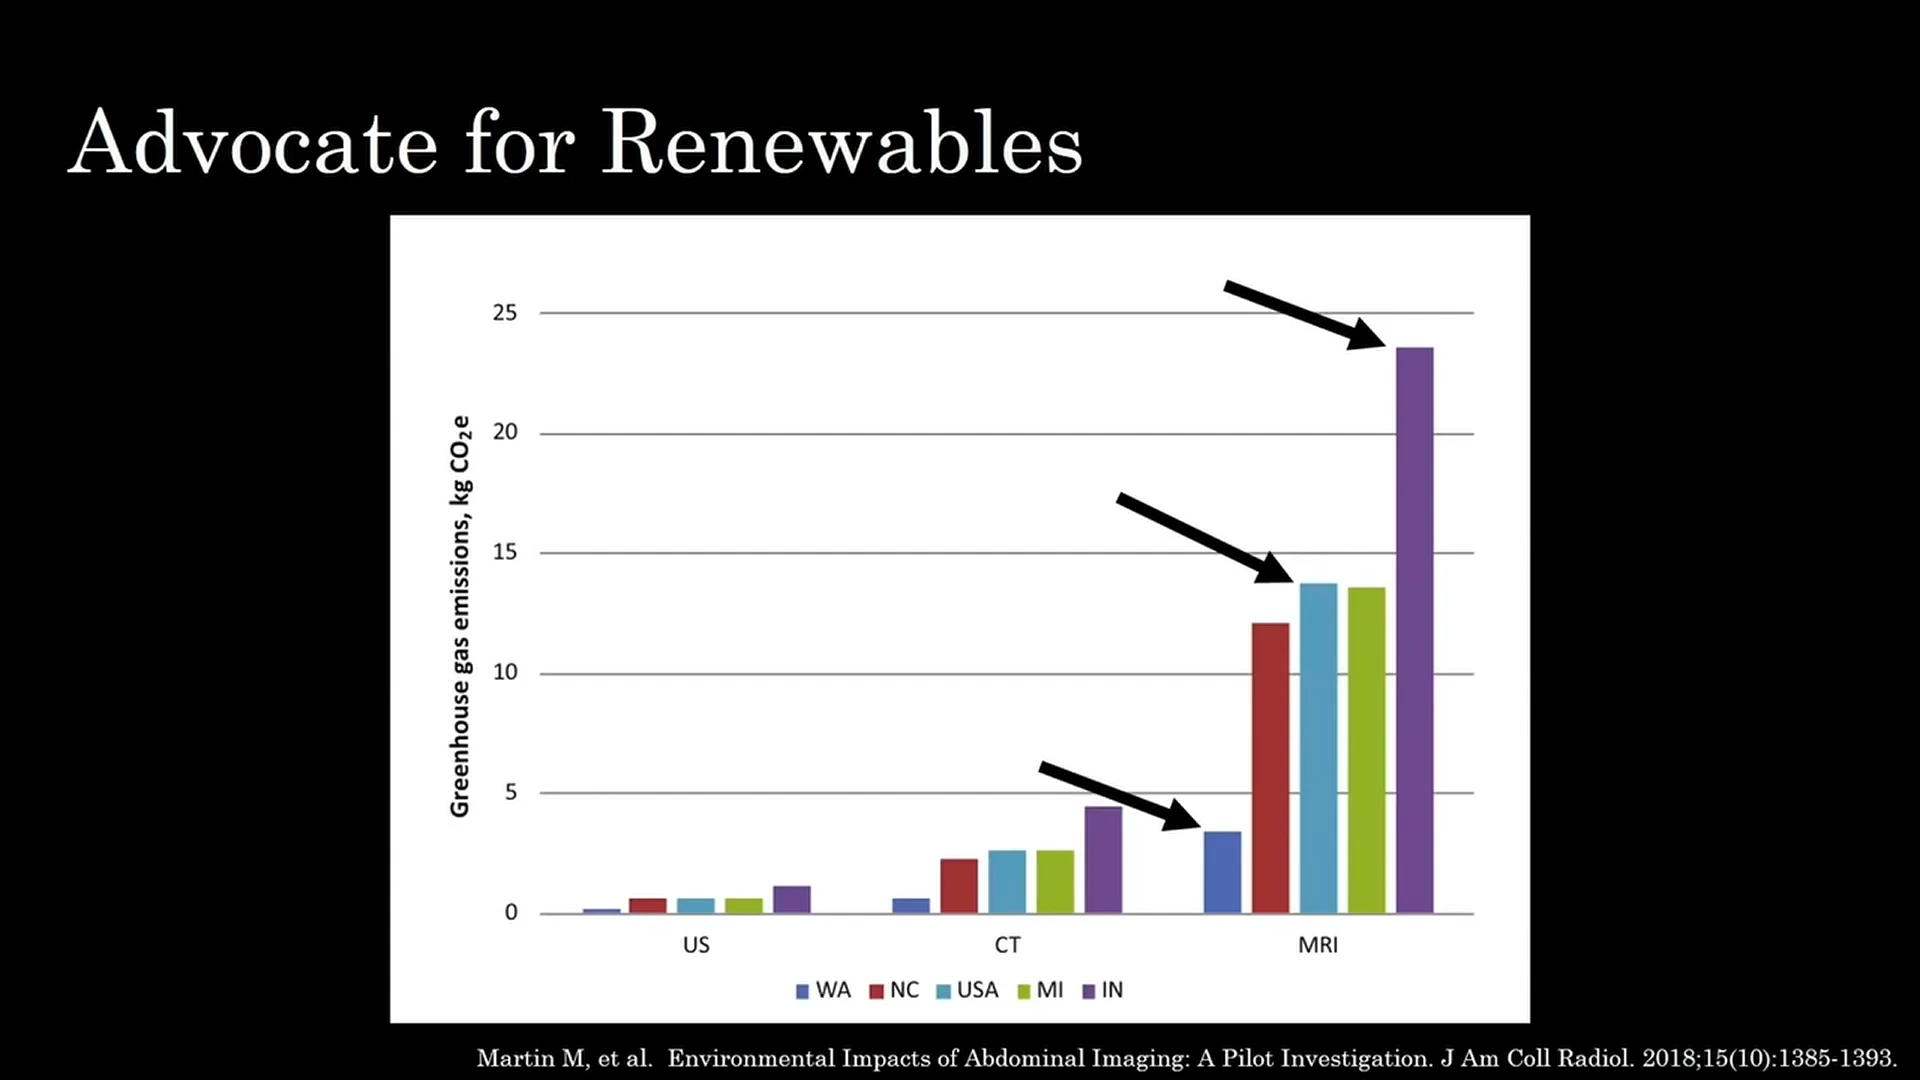 Advocate for Renewables
25
20
15
10
5
0
Greenhouse gas emissions, kg CO₂e
US CT MRI
WA NC USA MI IN
Martin M, et al.  Environmental Impacts of Abdominal Imaging: A Pilot Investigation. J Am Coll Radiol. 2018;15(10):1385-1393.